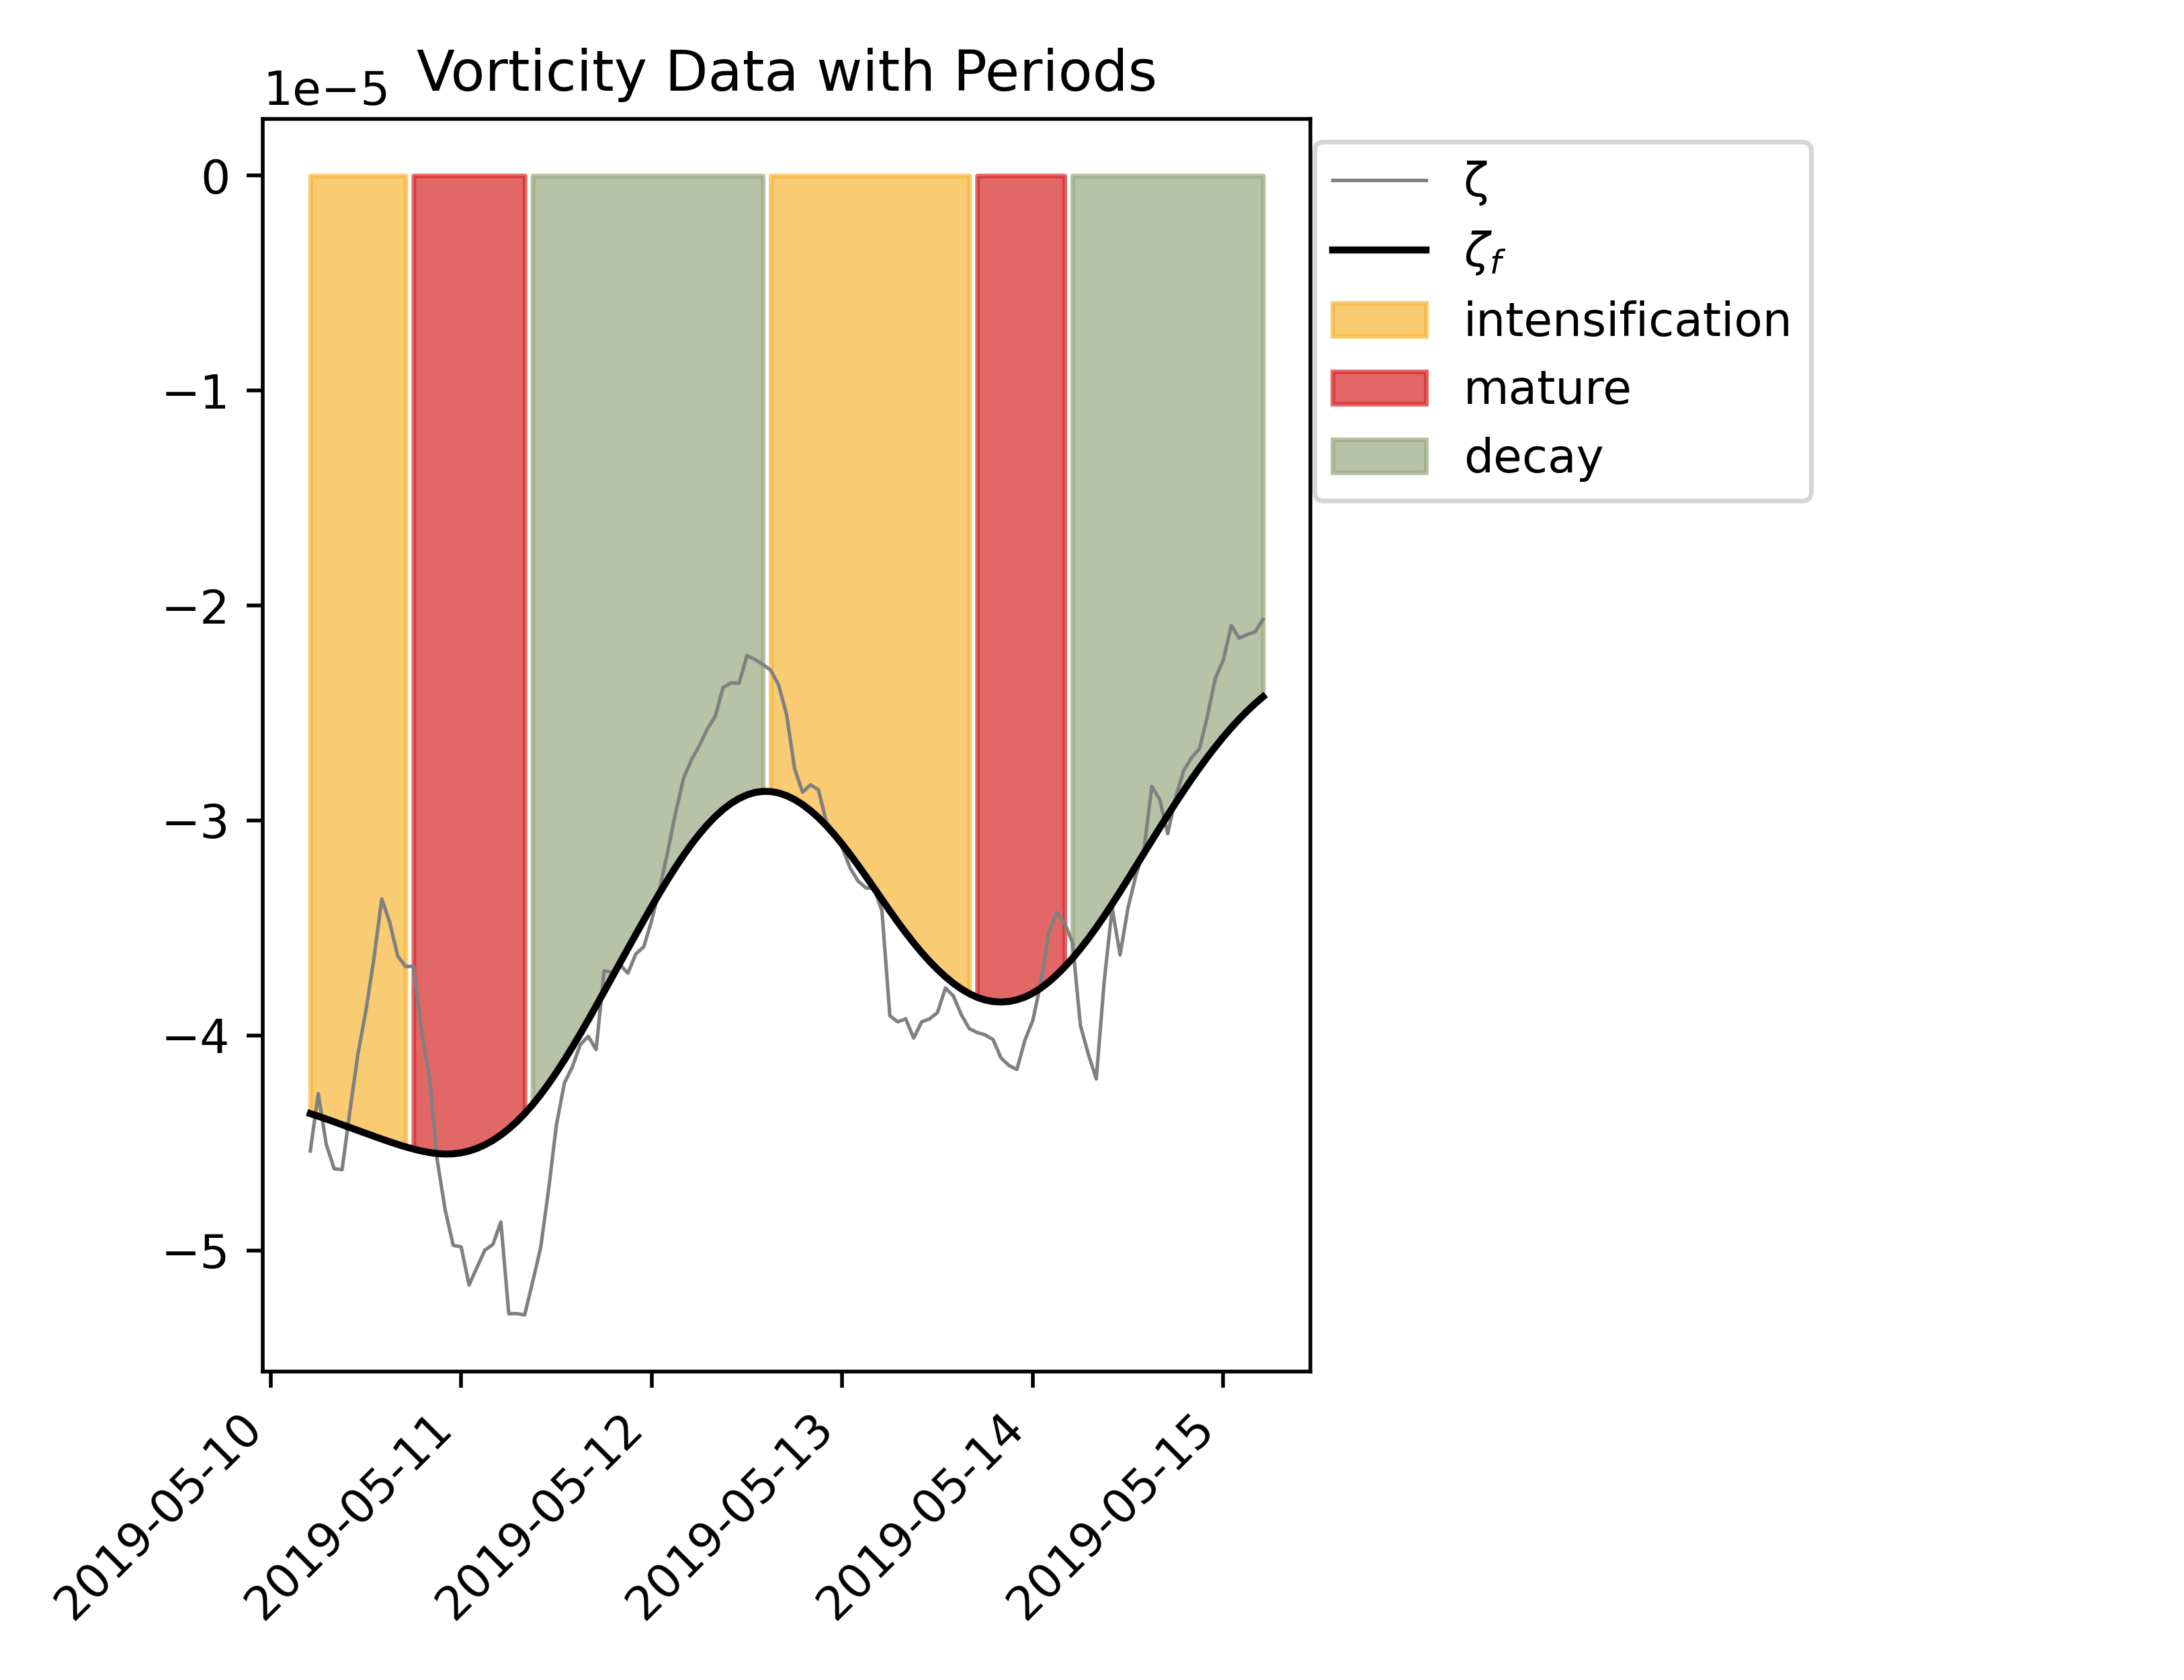 Vorticity Data with Periods
1e−5
0
−1
−2
−3
−4
−5
2019-05-10
2019-05-11
2019-05-12
2019-05-13
2019-05-14
2019-05-15
ζ
ζf
intensification
mature
decay